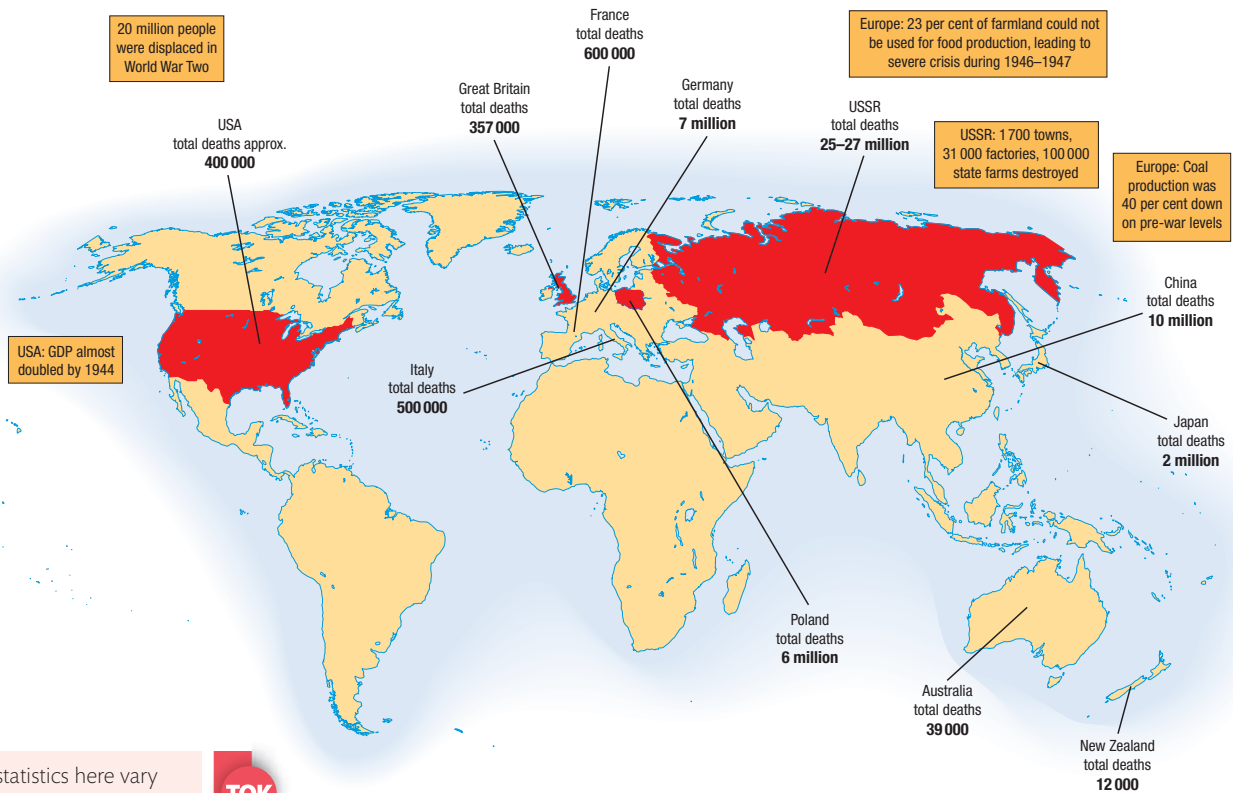 20 million people
were displaced in
World War Two
France
total deaths
600 000
Europe: 23 per cent of farmland could not
be used for food production, leading to
severe crisis during 1946–1947
Great Britain
total deaths
357 000
Germany
total deaths
7 million
USA
total deaths approx.
400 000
USSR
total deaths
25–27 million
USSR: 1 700 towns,
31 000 factories, 100 000
state farms destroyed
Europe: Coal
production was
40 per cent down
on pre-war levels
China
total deaths
10 million
USA: GDP almost
doubled by 1944
Italy
total deaths
500 000
Japan
total deaths
2 million
Poland
total deaths
6 million
Australia
total deaths
39 000
New Zealand
total deaths
12 000
statistics here vary
TOK